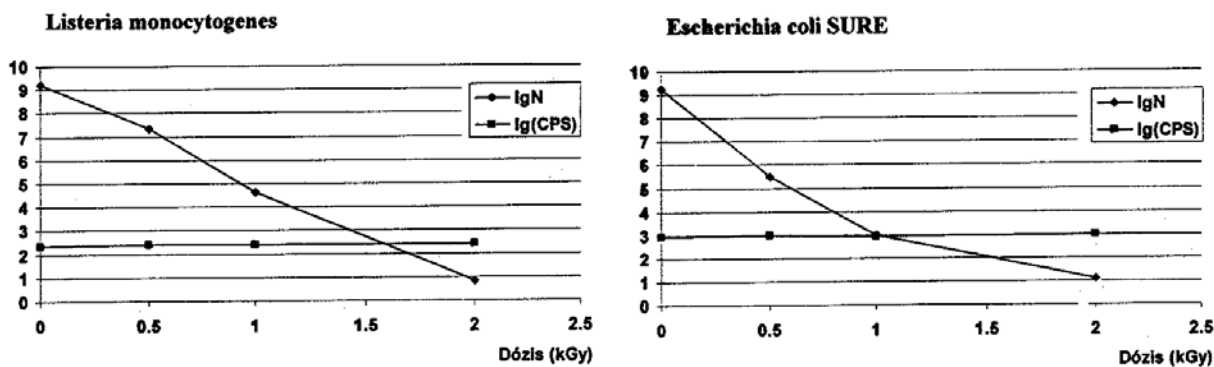 Listeria monocytogenes
10
9
8
7
6
5
4
3
2
1
0
0 0.5 1 1.5 2 2.5
Dózis (kGy)
lgN
lg(CPS)
Escherichia coli SURE
10
9
8
7
6
5
4
3
2
1
0
0 0.5 1 1.5 2 2.5
Dózis (kGy)
lgN
lg(CPS)